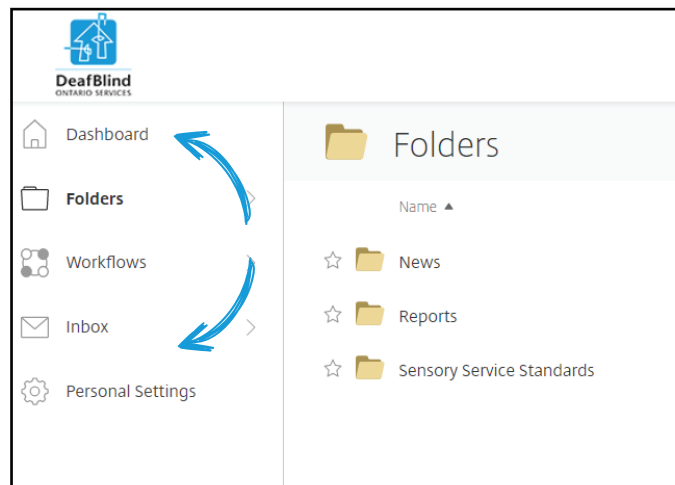 DeafBlind
ONTARIO SERVICES
Dashboard
Folders
Workflows
Inbox
Personal Settings
Folders
Name
News
Reports
Sensory Service Standards